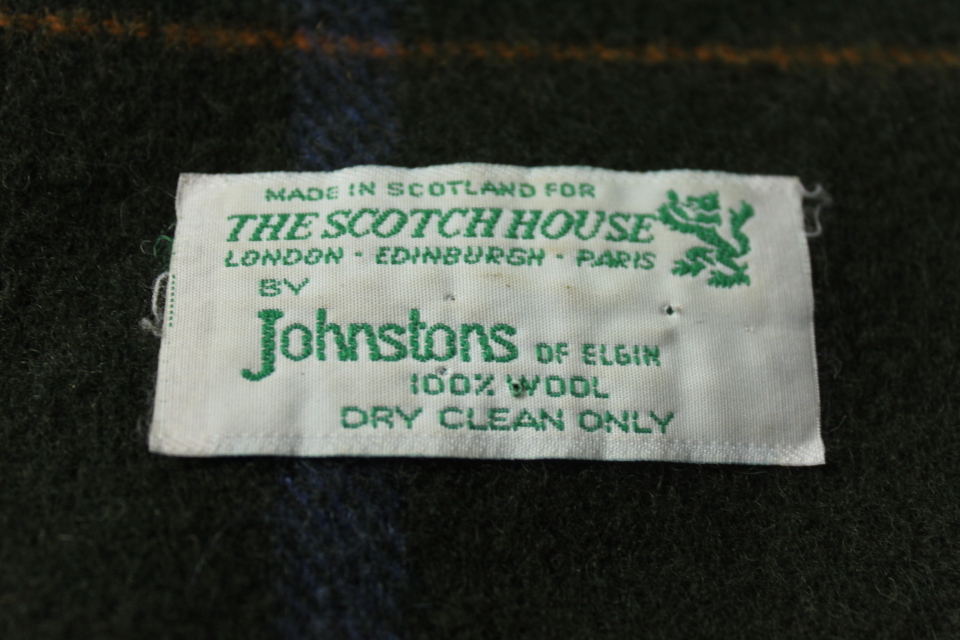 MADE IN SCOTLAND FOR
THE SCOTCH HOUSE
LONDON · EDINBURGH · PARIS
BY
Johnstons OF ELGIN
100% WOOL
DRY CLEAN ONLY